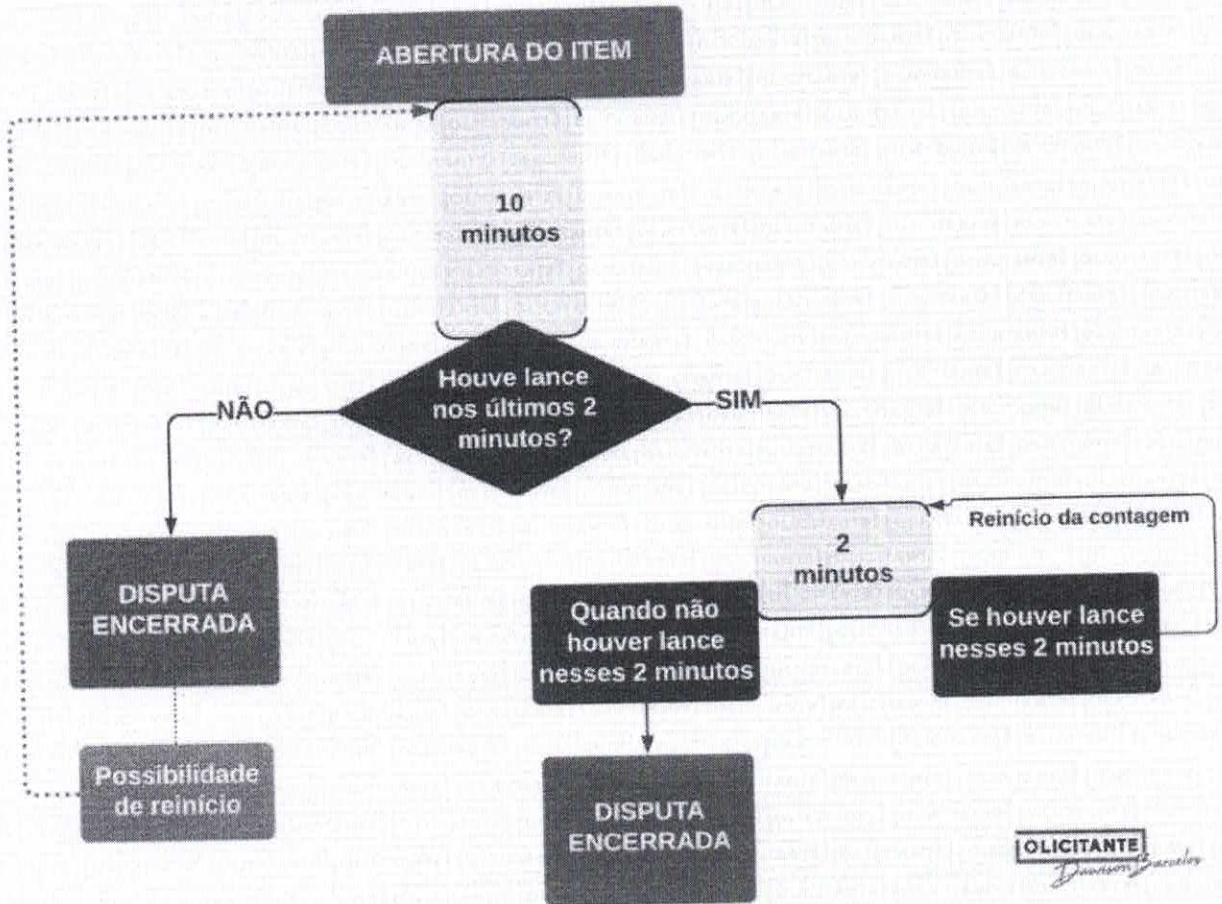 ABERTURA DO ITEM
10
minutos
Houve lance
nos últimos 2
minutos?
NÃO
SIM
DISPUTA
ENCERRADA
Possibilidade
de reinício
2
minutos
Reinício da contagem
Quando não
houver lance
nesses 2 minutos
Se houver lance
nesses 2 minutos
DISPUTA
ENCERRADA
OLICITANTE
Dawison Barcelos